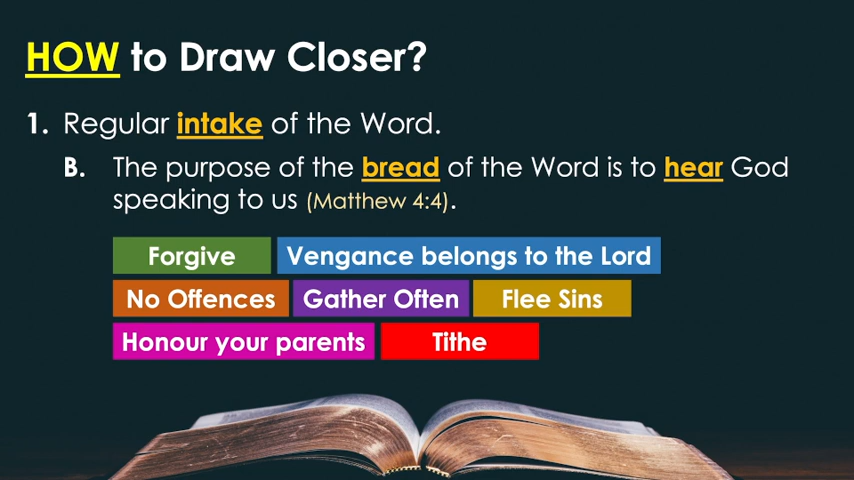 HOW to Draw Closer?
1. Regular intake of the Word.
B. The purpose of the bread of the Word is to hear God
speaking to us (Matthew 4:4).
Forgive Vengance belongs to the Lord
No Offences Gather Often Flee Sins
Honour your parents Tithe